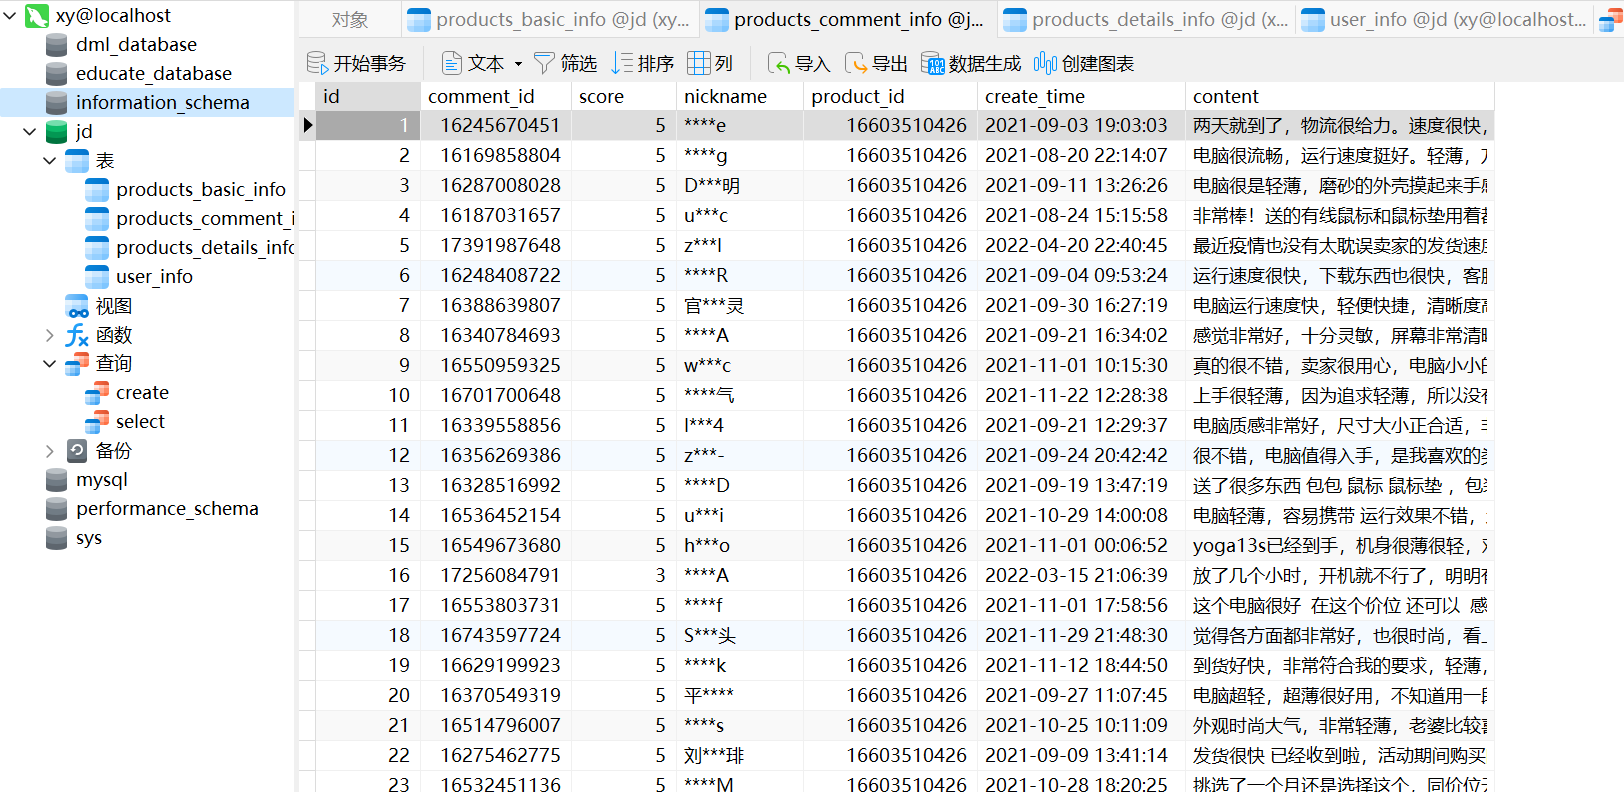 xy@localhost
dml_database
educate_database
information_schema
jd
表
products_basic_info
products_comment_i
products_details_info
user_info
视图
函数
查询
create
select
备份
mysql
performance_schema
sys
对象 products_basic_info @jd (xy... products_comment_info @j... products_details_info @jd (x... user_info @jd (xy@localhost...
开始事务 文本 筛选 排序 列 导入 导出 数据生成 创建图表
id comment_id score nickname product_id create_time content
1 16245670451 5 ****e 16603510426 2021-09-03 19:03:03 两天就到了，物流很给力。速度很快，
2 16169858804 5 ****g 16603510426 2021-08-20 22:14:07 电脑很流畅，运行速度挺好。轻薄，
3 16287008028 5 D***明 16603510426 2021-09-11 13:26:26 电脑很是轻薄，磨砂的外壳摸起来手感
4 16187031657 5 u***c 16603510426 2021-08-24 15:15:58 非常棒！送的有线鼠标和鼠标垫用着
5 17391987648 5 z***l 16603510426 2022-04-20 22:40:45 最近疫情也没有太耽误卖家的发货速度
6 16248408722 5 ****R 16603510426 2021-09-04 09:53:24 运行速度很快，下载东西也很快，客服
7 16388639807 5 官***灵 16603510426 2021-09-30 16:27:19 电脑运行速度快，轻便快捷，清晰度高
8 16340784693 5 ****A 16603510426 2021-09-21 16:34:02 感觉非常好，十分灵敏，屏幕非常清晰
9 16550959325 5 w***c 16603510426 2021-11-01 10:15:30 真的很不错，卖家很用心，电脑小小的
10 16701700648 5 ****气 16603510426 2021-11-22 12:28:38 上手很轻薄，因为追求轻薄，所以没有
11 16339558856 5 l***4 16603510426 2021-09-21 12:29:37 电脑质感非常好，尺寸大小正合适，
12 16356269386 5 z***- 16603510426 2021-09-24 20:42:42 很不错，电脑值得入手，是我喜欢的类
13 16328516992 5 ****D 16603510426 2021-09-19 13:47:19 送了很多东西 包包 鼠标 鼠标垫 ，包装
14 16536452154 5 u***i 16603510426 2021-10-29 14:00:08 电脑轻薄，容易携带 运行效果不错，
15 16549673680 5 h***o 16603510426 2021-11-01 00:06:52 yoga13s已经到手，机身很薄很轻，
16 17256084791 3 ****A 16603510426 2022-03-15 21:06:39 放了几个小时，开机就不行了，明明有
17 16553803731 5 ****f 16603510426 2021-11-01 17:58:56 这个电脑很好 在这个价位 还可以 感
18 16743597724 5 S***头 16603510426 2021-11-29 21:48:30 觉得各方面都非常好，也很时尚，看上
19 16629199923 5 ****k 16603510426 2021-11-12 18:44:50 到货好快，非常符合我的要求，轻薄，
20 16370549319 5 平**** 16603510426 2021-09-27 11:07:45 电脑超轻，超薄很好用，不知道用一段
21 16514796007 5 ****s 16603510426 2021-10-25 10:11:09 外观时尚大气，非常轻薄，老婆比较喜
22 16275462775 5 刘***琲 16603510426 2021-09-09 13:41:14 发货很快 已经收到啦，活动期间购买
23 16532451136 5 ****M 16603510426 2021-10-28 18:20:25 挑选了一个月还是选择这个，同价位